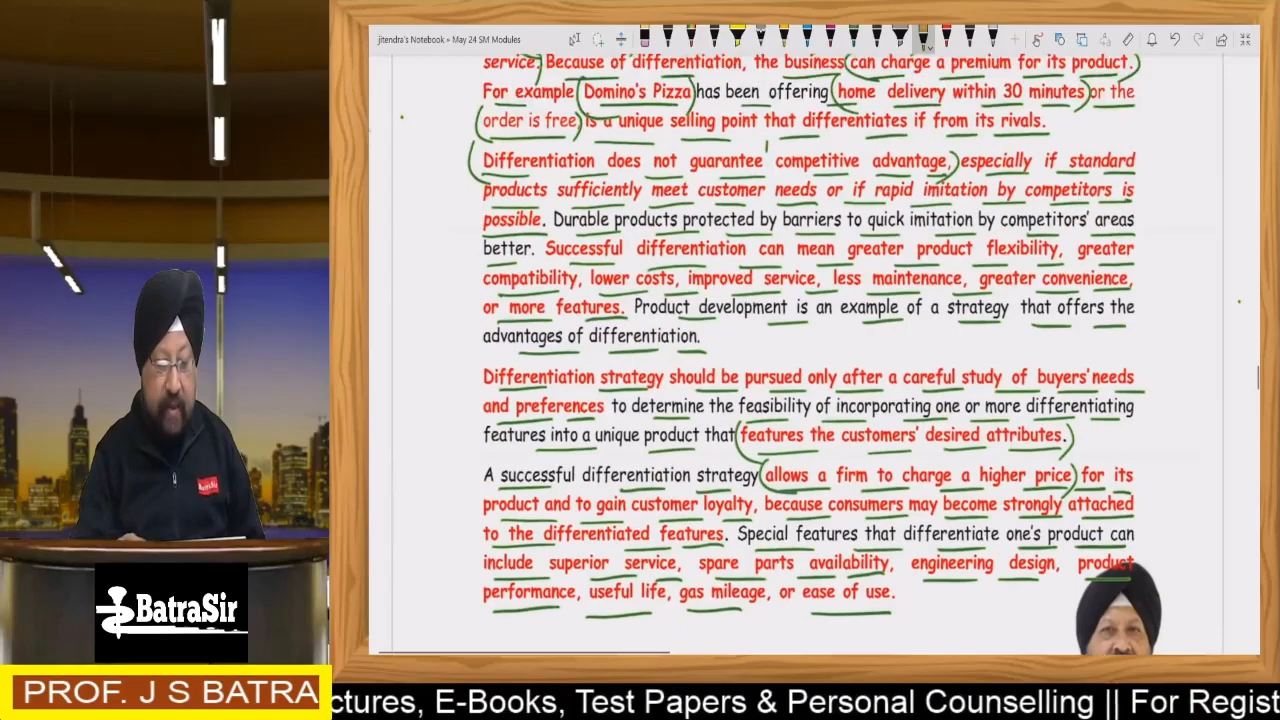 jitendra's Notebook » May 24 SM Modules
service. Because of differentiation, the business can charge a premium for its product.
For example Domino's Pizza has been offering home delivery within 30 minutes or the
order is free, is a unique selling point that differentiates if from its rivals.
Differentiation does not guarantee competitive advantage, especially if standard
products sufficiently meet customer needs or if rapid imitation by competitors is
possible. Durable products protected by barriers to quick imitation by competitors' areas
better. Successful differentiation can mean greater product flexibility, greater
compatibility, lower costs, improved service, less maintenance, greater convenience,
or more features. Product development is an example of a strategy that offers the
advantages of differentiation.
Differentiation strategy should be pursued only after a careful study of buyers' needs
and preferences to determine the feasibility of incorporating one or more differentiating
features into a unique product that features the customers' desired attributes.
A successful differentiation strategy allows a firm to charge a higher price for its
product and to gain customer loyalty, because consumers may become strongly attached
to the differentiated features. Special features that differentiate one's product can
include superior service, spare parts availability, engineering design, product
performance, useful life, gas mileage, or ease of use.
BatraSir
BatraSir
PROF. J S BATRA
ctures, E-Books, Test Papers & Personal Counselling || For Regist